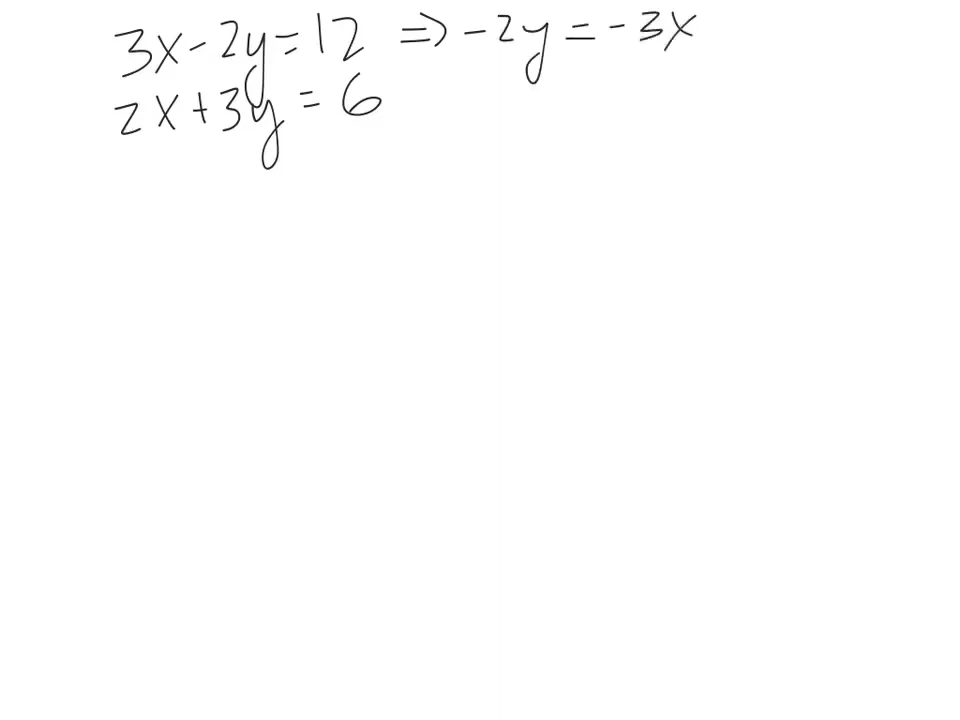 3x - 2y = 12 => -2y = -3x
2x + 3y = 6